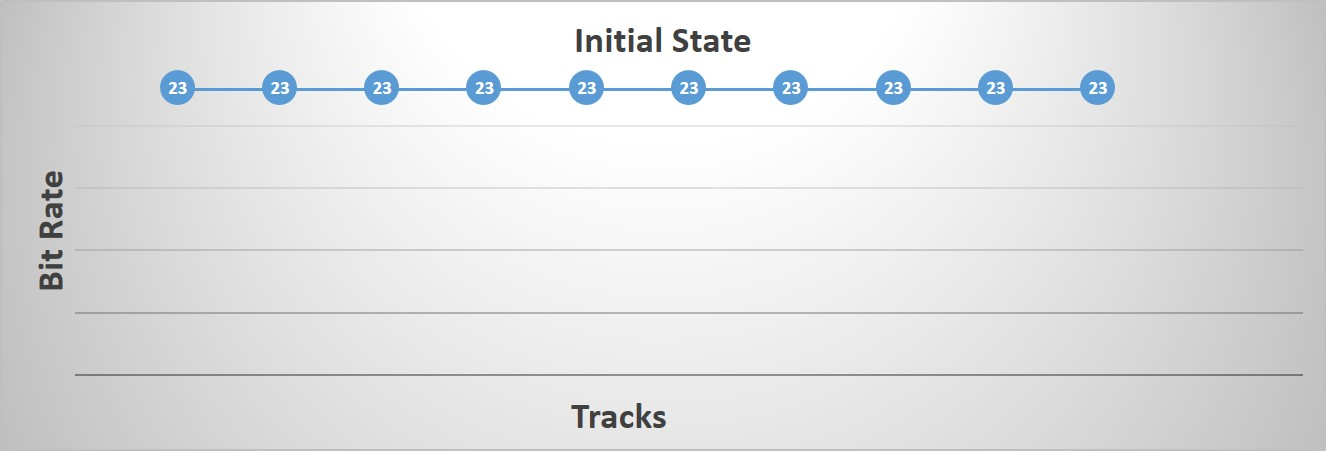 Initial State
23 23 23 23 23 23 23 23 23 23
Bit Rate
Tracks